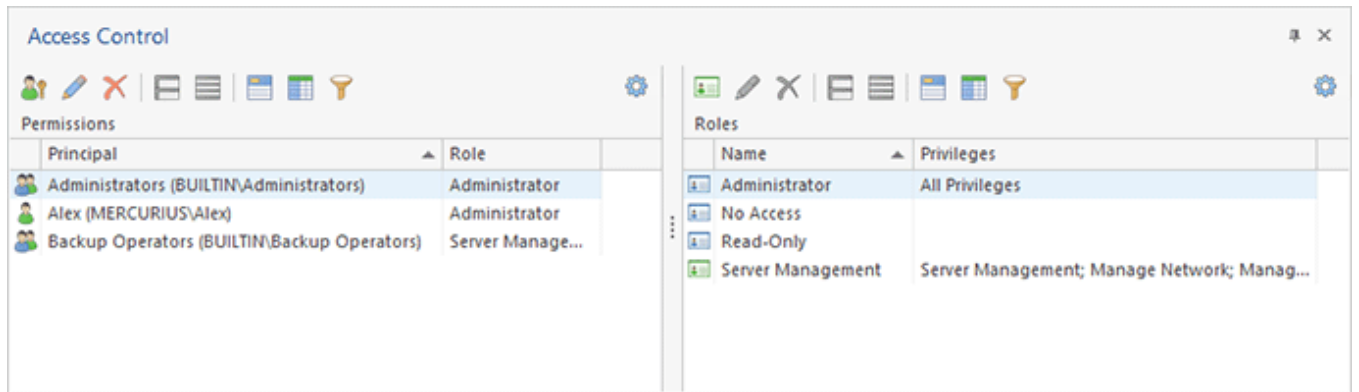 Access Control
Permissions
Principal Role
Administrators (BUILTIN\Administrators) Administrator
Alex (MERCURIUS\Alex) Administrator
Backup Operators (BUILTIN\Backup Operators) Server Manage...
Roles
Name Privileges
Administrator All Privileges
No Access
Read-Only
Server Management Server Management; Manage Network; Manag...